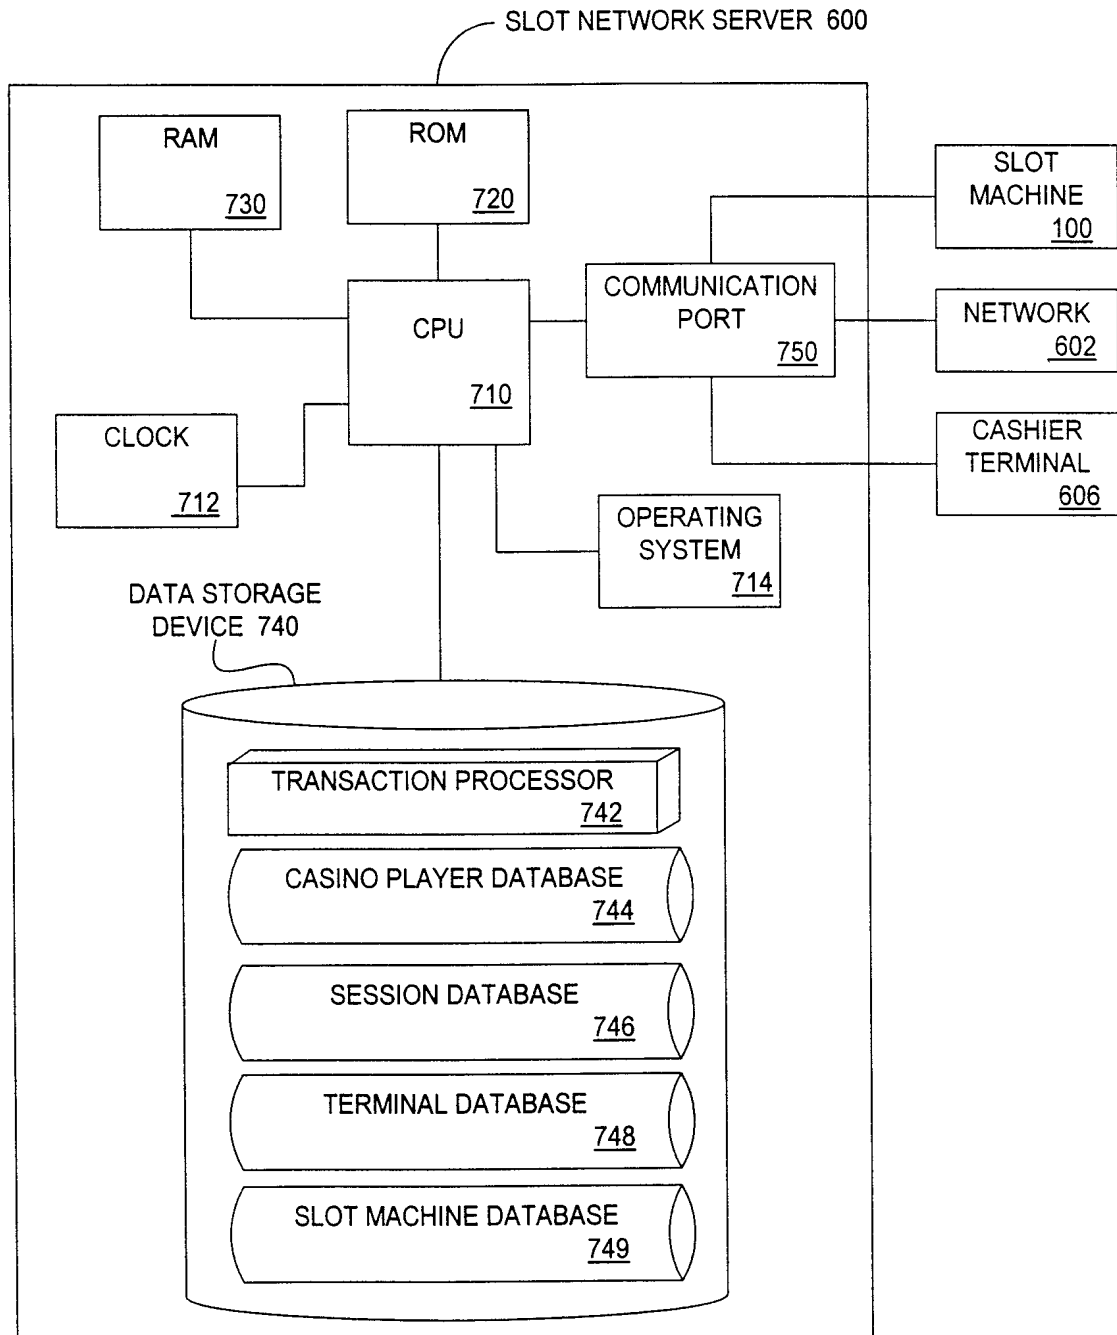 SLOT NETWORK SERVER 600
RAM
730
ROM
720
SLOT
MACHINE
100
COMMUNICATION
PORT
750
CPU
710
NETWORK
602
CLOCK
712
CASHIER
TERMINAL
606
OPERATING
SYSTEM
714
DATA STORAGE
DEVICE 740
TRANSACTION PROCESSOR
742
CASINO PLAYER DATABASE
744
SESSION DATABASE
746
TERMINAL DATABASE
748
SLOT MACHINE DATABASE
749